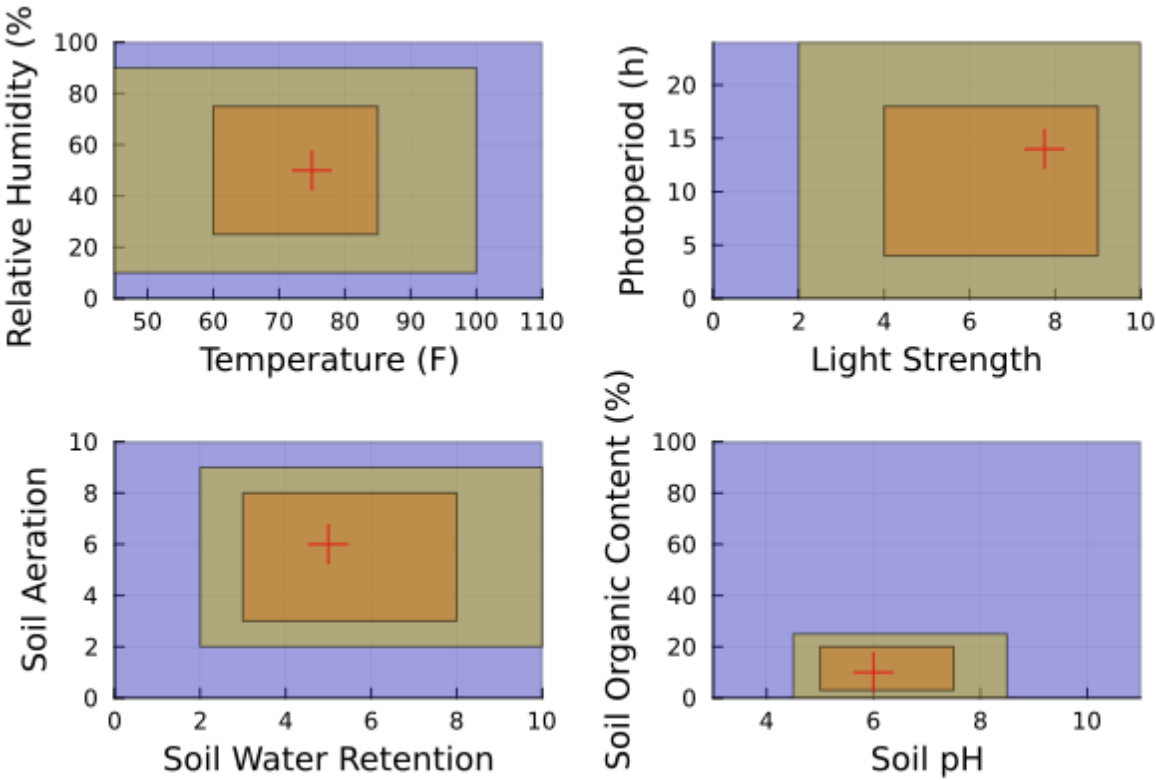 Relative Humidity (%
100
80
60
40
20
0
50 60 70 80 90 100 110
Temperature (F)
Photoperiod (h)
20
15
10
5
0
0 2 4 6 8 10
Light Strength
Soil Aeration
10
8
6
4
2
0
0 2 4 6 8 10
Soil Water Retention
Soil Organic Content (%)
100
80
60
40
20
0
4 6 8 10
Soil pH